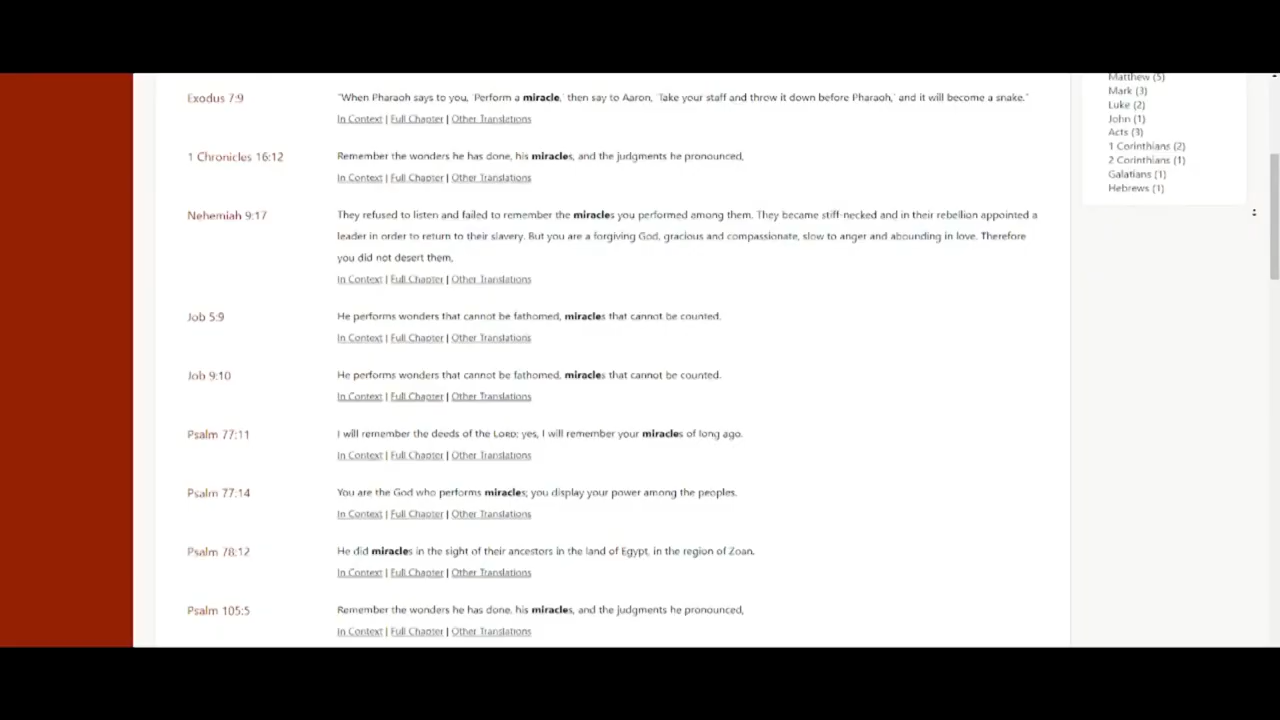 Exodus 7:9
"When Pharaoh says to you, 'Perform a miracle,' then say to Aaron, 'Take your staff and throw it down before Pharaoh,' and it will become a snake."
In Context | Full Chapter | Other Translations
1 Chronicles 16:12
Remember the wonders he has done, his miracles, and the judgments he pronounced,
In Context | Full Chapter | Other Translations
Nehemiah 9:17
They refused to listen and failed to remember the miracles you performed among them. They became stiff-necked and in their rebellion appointed a
leader in order to return to their slavery. But you are a forgiving God, gracious and compassionate, slow to anger and abounding in love. Therefore
you did not desert them,
In Context | Full Chapter | Other Translations
Job 5:9
He performs wonders that cannot be fathomed, miracles that cannot be counted.
In Context | Full Chapter | Other Translations
Job 9:10
He performs wonders that cannot be fathomed, miracles that cannot be counted.
In Context | Full Chapter | Other Translations
Psalm 77:11
I will remember the deeds of the LORD; yes, I will remember your miracles of long ago.
In Context | Full Chapter | Other Translations
Psalm 77:14
You are the God who performs miracles; you display your power among the peoples.
In Context | Full Chapter | Other Translations
Psalm 78:12
He did miracles in the sight of their ancestors in the land of Egypt, in the region of Zoan.
In Context | Full Chapter | Other Translations
Psalm 105:5
Remember the wonders he has done, his miracles, and the judgments he pronounced,
In Context | Full Chapter | Other Translations
Matthew (5)
Mark (3)
Luke (2)
John (1)
Acts (3)
1 Corinthians (2)
2 Corinthians (1)
Galatians (1)
Hebrews (1)